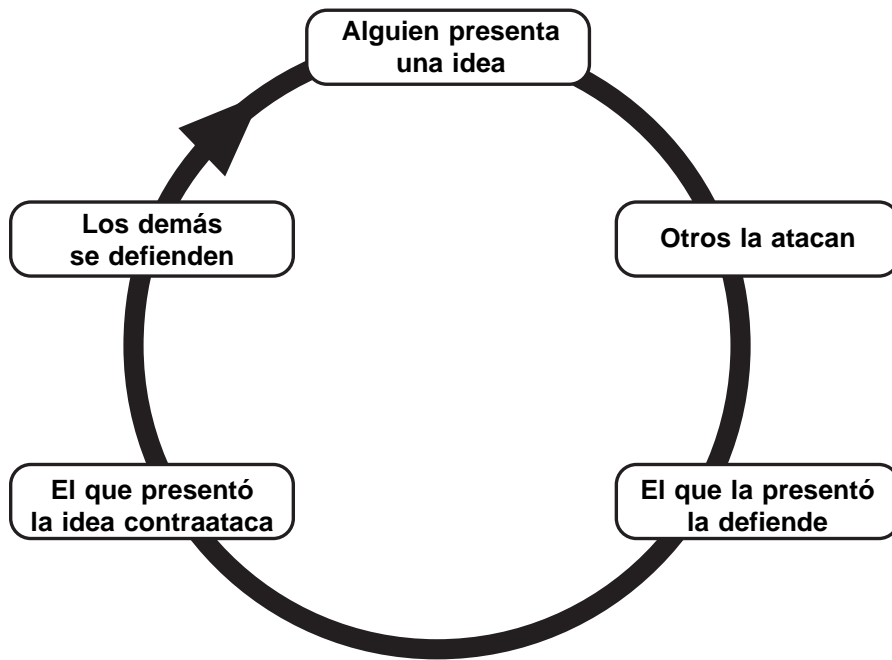 Alguien presenta
una idea
Otros la atacan
El que la presentó
la defiende
El que presentó
la idea contraataca
Los demás
se defienden